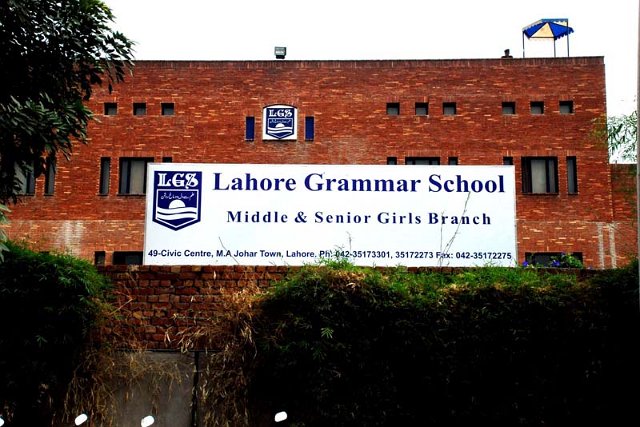 LGS
LGS
Lahore Grammar School
Middle & Senior Girls Branch
49-Civic Centre, M.A Johar Town, Lahore. Ph: 042-35173301, 35172273 Fax: 042-35172275